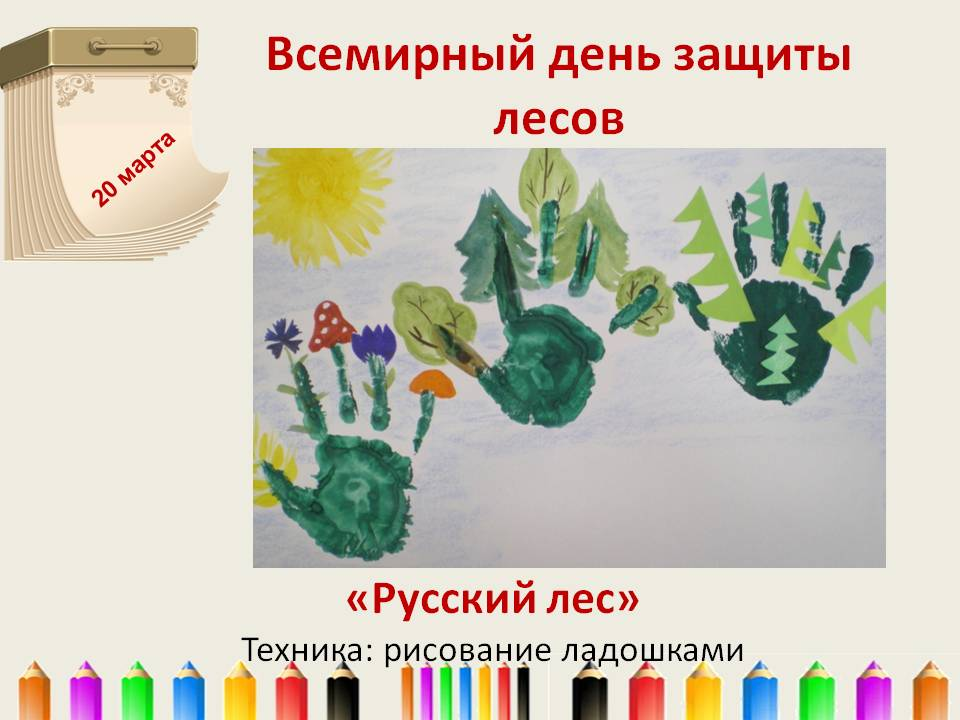 Всемирный день защиты
лесов
20 марта
«Русский лес»
Техника: рисование ладошками